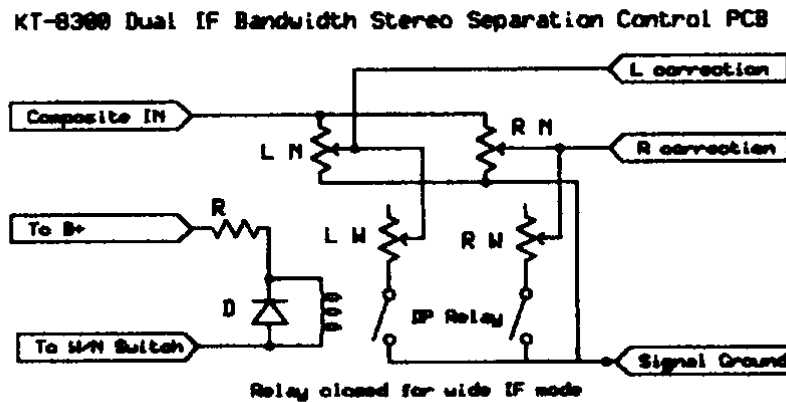 KT-8300 Dual IF Bandwidth Stereo Separation Control PCB
L correction
Composite IN
L N
R N
R correction
R
To B+
L W
R W
D
DP Relay
To W/N Switch
Signal Ground
Relay closed for wide IF mode